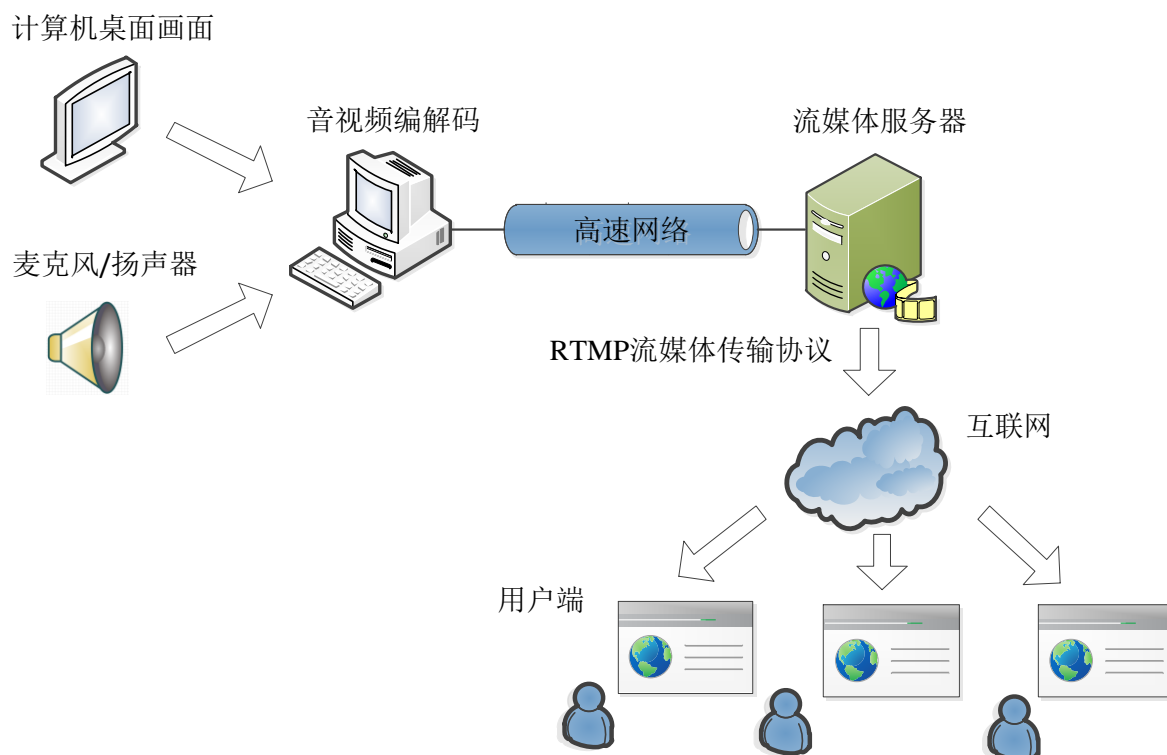 计算机桌面画面
音视频编解码
流媒体服务器
高速网络
麦克风/扬声器
RTMP流媒体传输协议
互联网
用户端